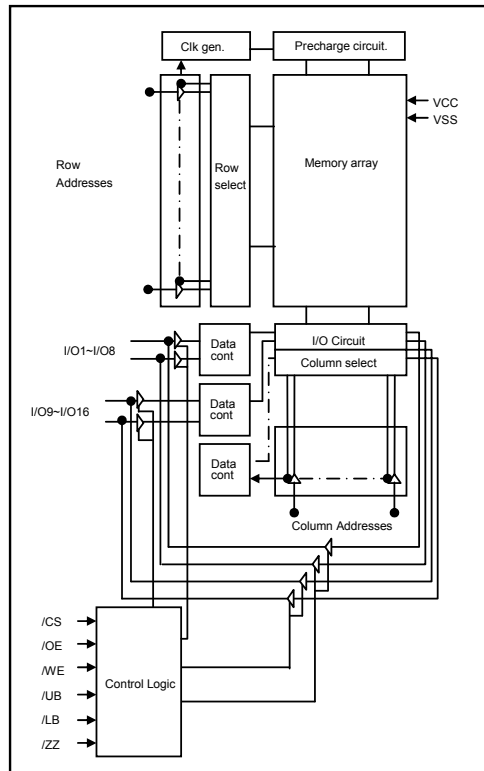 Clk gen.
Precharge circuit.
VCC
VSS
Row
Addresses
Row
select
Memory array
I/O1~I/O8
Data
cont
I/O Circuit
Column select
I/O9~I/O16
Data
cont
Data
cont
Column Addresses
/CS
/OE
/WE
/UB
/LB
/ZZ
Control Logic